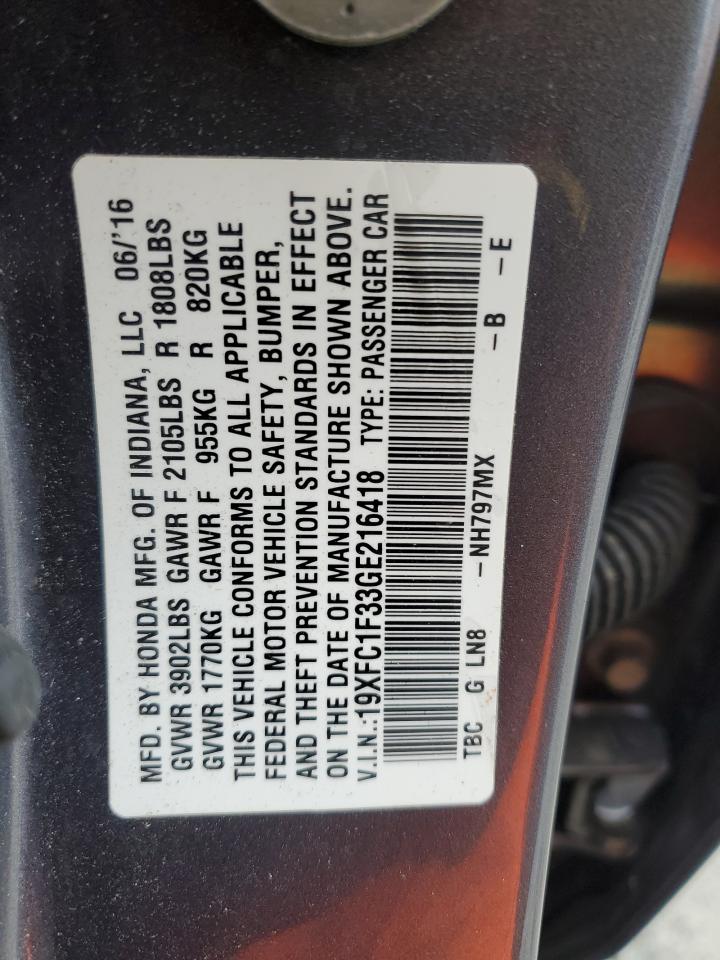 MFD. BY HONDA MFG. OF INDIANA, LLC 06/'16
GVWR 3902LBS GAWR F 2105LBS R 1808LBS
GVWR 1770KG GAWR F 955KG R 820KG
THIS VEHICLE CONFORMS TO ALL APPLICABLE
FEDERAL MOTOR VEHICLE SAFETY, BUMPER,
AND THEFT PREVENTION STANDARDS IN EFFECT
ON THE DATE OF MANUFACTURE SHOWN ABOVE.
V.I.N.:19XFC1F33GE216418 TYPE: PASSENGER CAR
TBC G LN8 -NH797MX -B -E